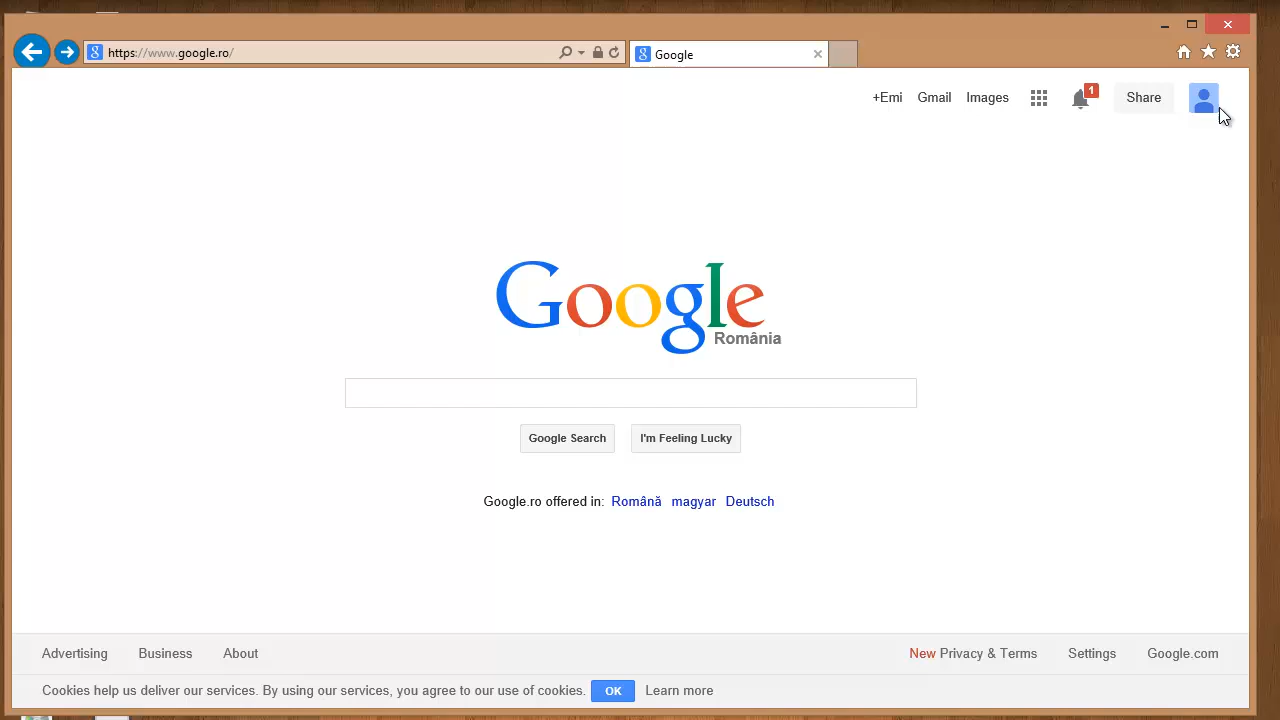 https://www.google.ro/
Google
+Emi Gmail Images 1 Share
Google
România
Google Search I'm Feeling Lucky
Google.ro offered in: Română magyar Deutsch
Advertising Business About New Privacy & Terms Settings Google.com
Cookies help us deliver our services. By using our services, you agree to our use of cookies. OK Learn more